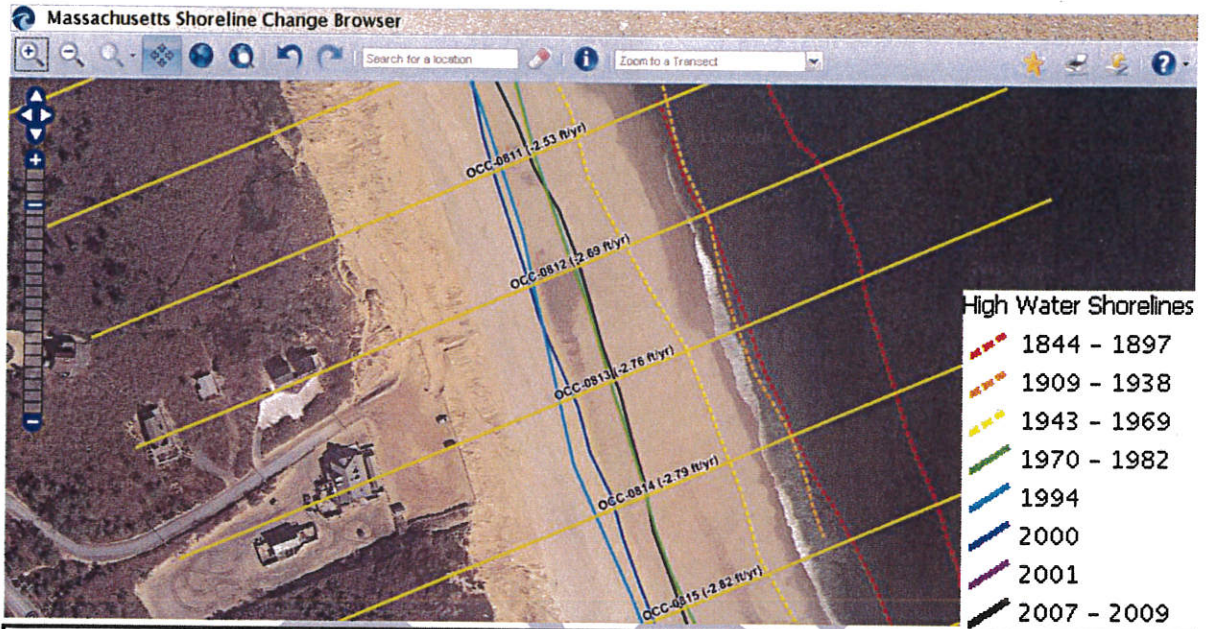 Massachusetts Shoreline Change Browser
Search for a location
Zoom to a Transect
OCC-0811 (-2.53 ft/yr)
OCC-0812 (-2.69 ft/yr)
OCC-0813 (-2.76 ft/yr)
OCC-0814 (-2.79 ft/yr)
OCC-0815 (-2.82 ft/yr)
High Water Shorelines
1844 - 1897
1909 - 1938
1943 - 1969
1970 - 1982
1994
2000
2001
2007 - 2009